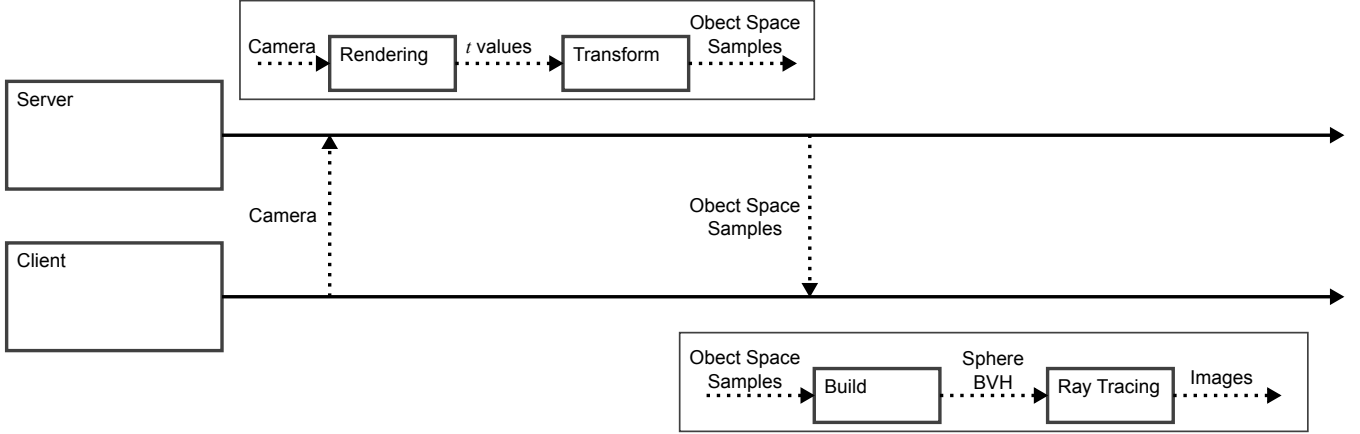 Obect Space
Samples
Camera
Rendering
t values
Transform
Server
Camera
Obect Space
Samples
Client
Obect Space
Samples
Build
Sphere
BVH
Ray Tracing
Images